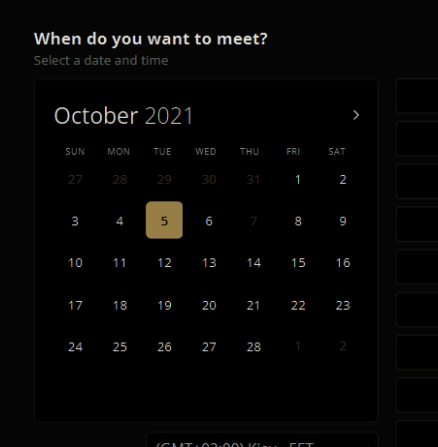 When do you want to meet?
Select a date and time
October 2021 >
SUN MON TUE WED THU FRI SAT
27 28 29 30 31 1 2
3 4 5 6 7 8 9
10 11 12 13 14 15 16
17 18 19 20 21 22 23
24 25 26 27 28 1 2
(GMT+02:00) Kiev - EET